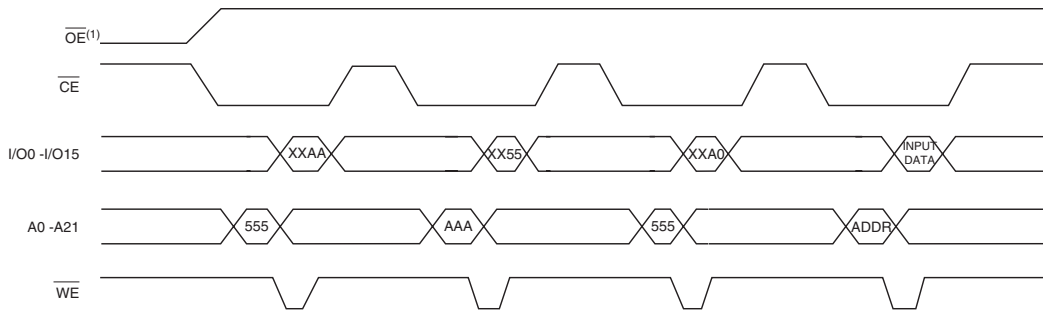 OE(1)
CE
I/O0 -I/O15 XXAA XX55 XXA0 INPUT DATA
A0 -A21 555 AAA 555 ADDR
WE